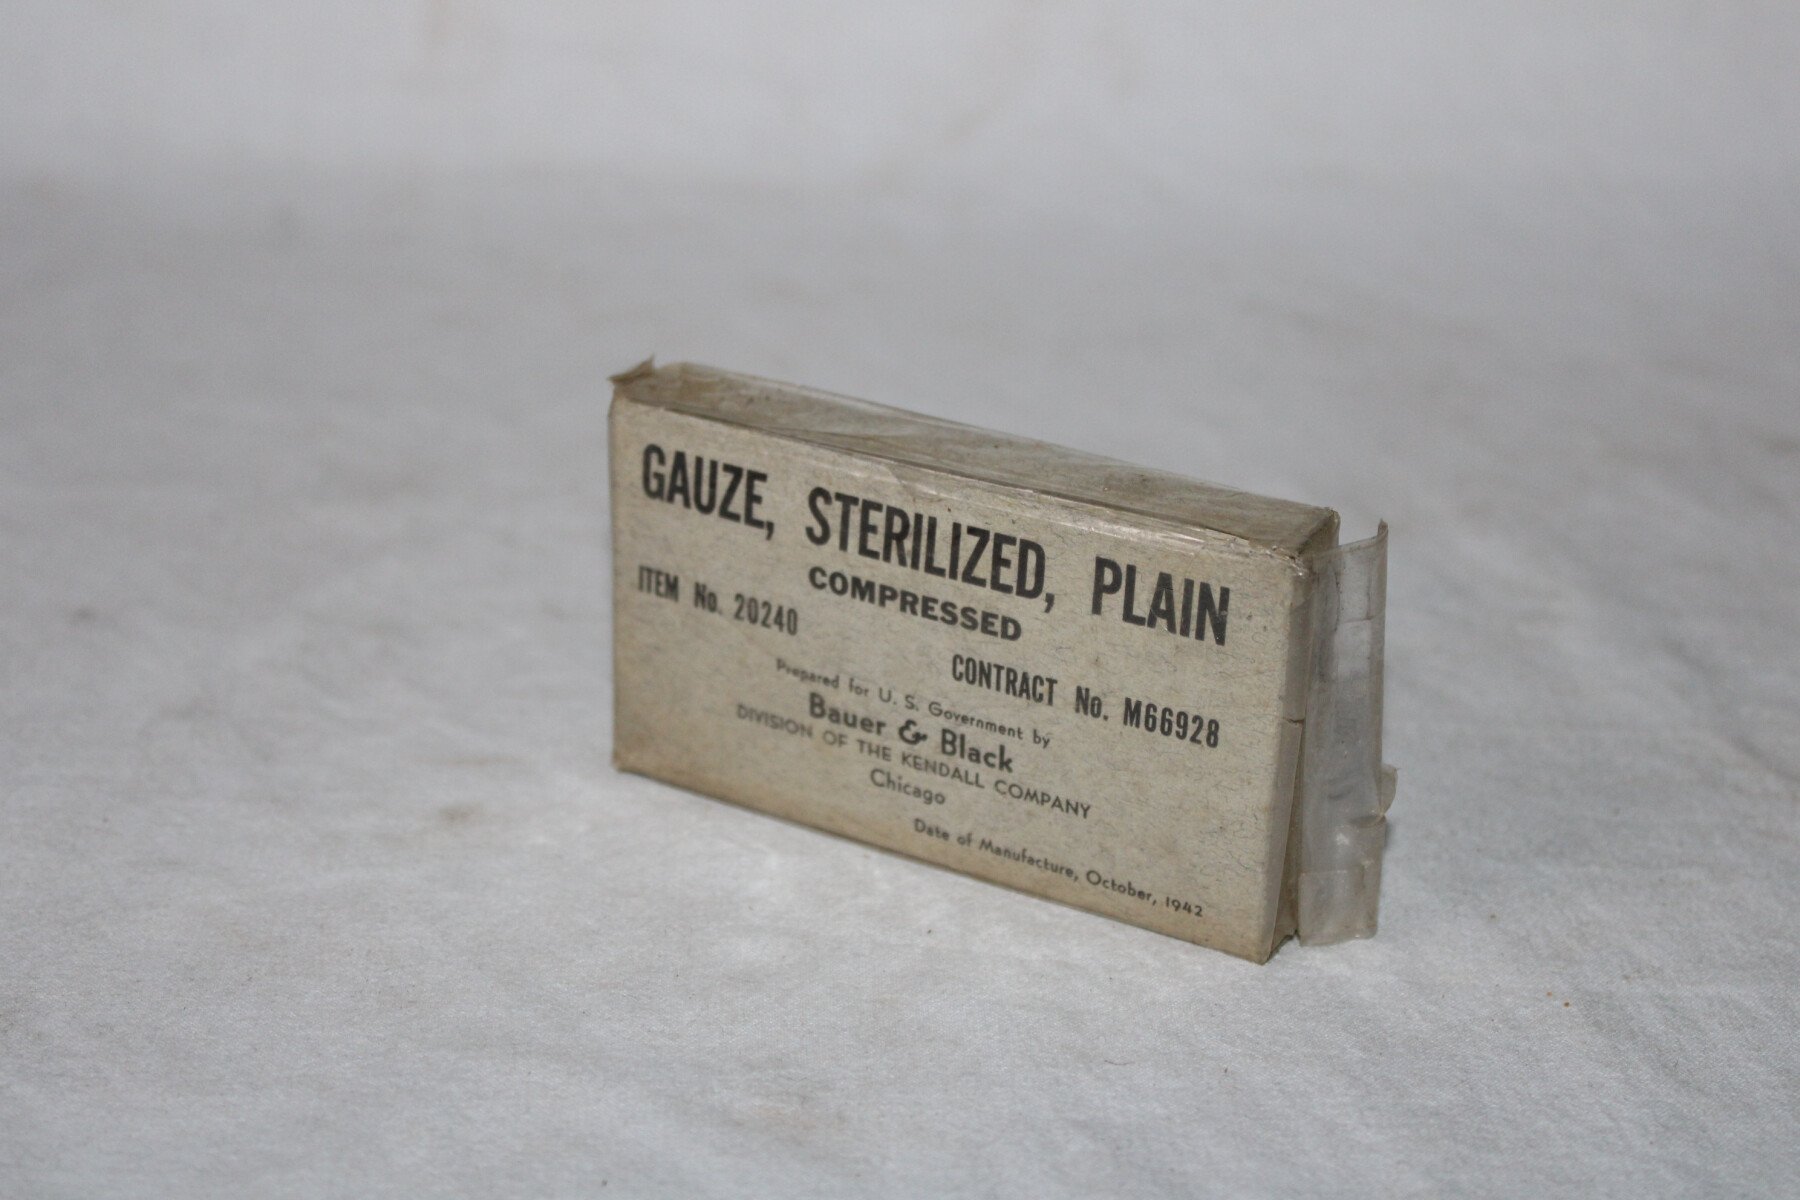 GAUZE, STERILIZED, PLAIN
COMPRESSED
ITEM No. 20240
CONTRACT No. M66928
Prepared for U. S. Government by
Bauer & Black
DIVISION OF THE KENDALL COMPANY
Chicago
Date of Manufacture, October, 1942